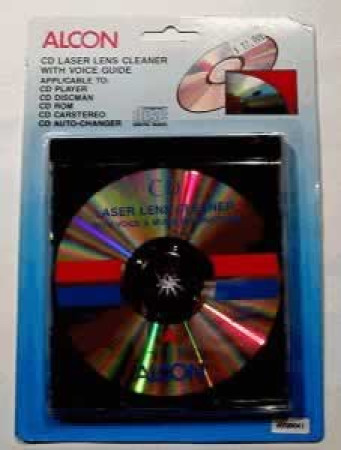 ALCON
CD LASER LENS CLEANER
WITH VOICE GUIDE
APPLICABLE TO:
CD PLAYER
CD DISCMAN
CD ROM
CD CARSTEREO
CD AUTO-CHANGER
CD
LASER LENS CLEANER
ALCON